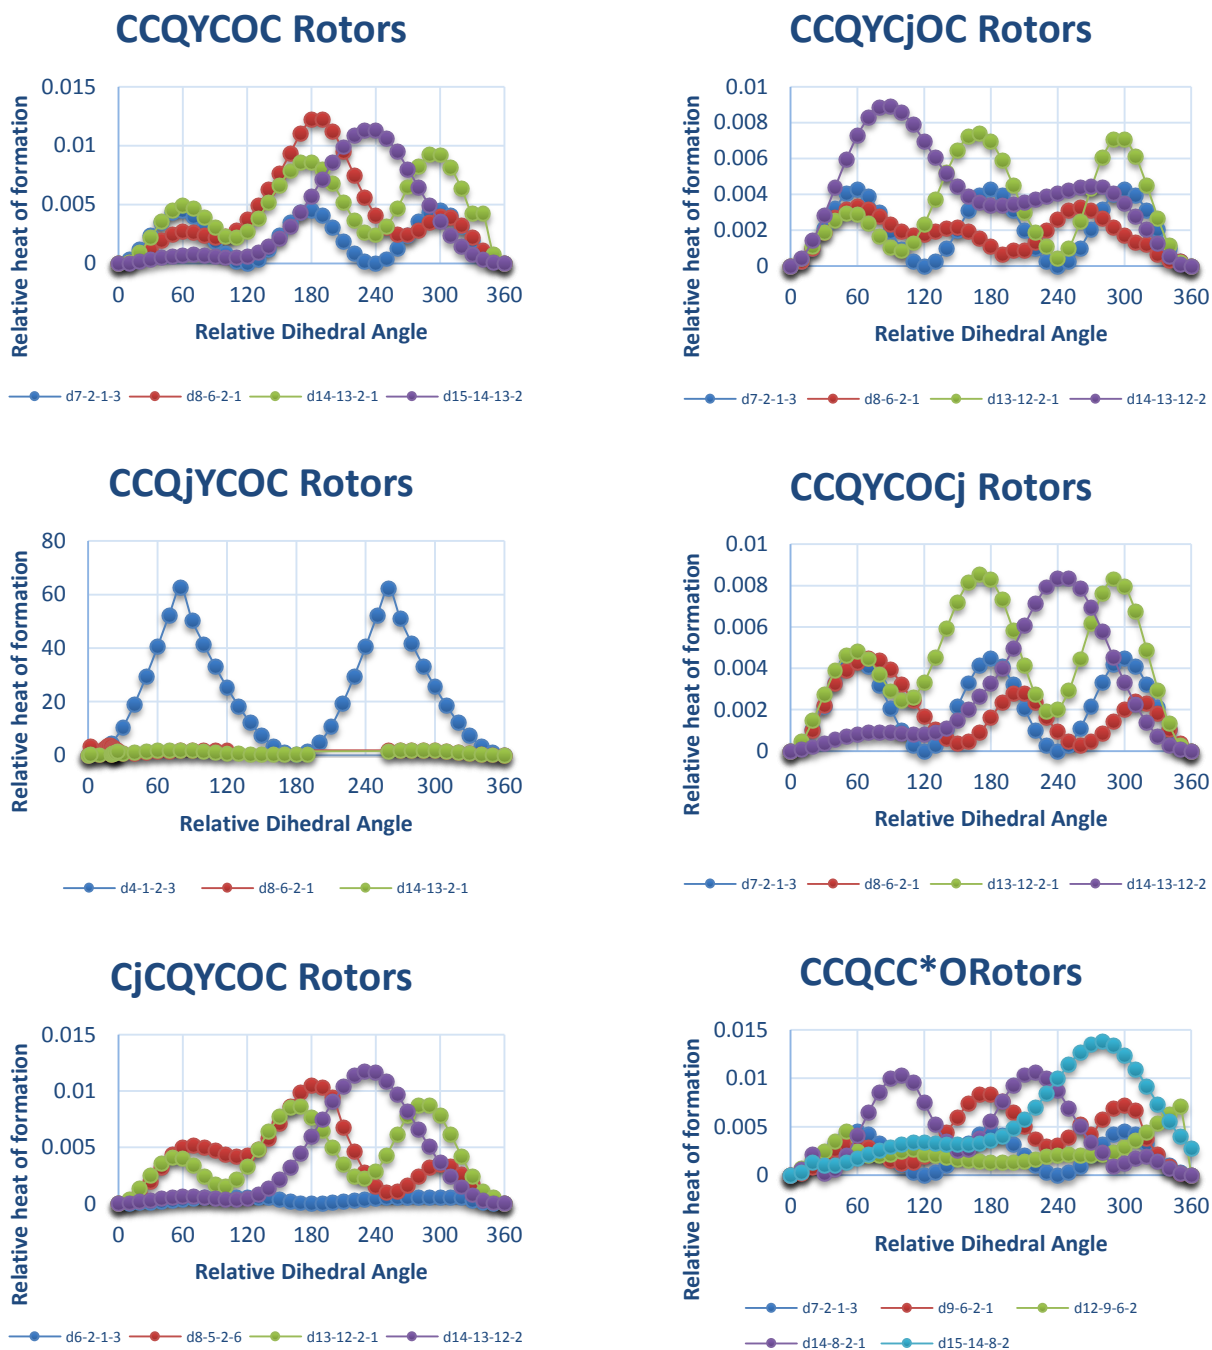 CCQYCOC Rotors
Relative heat of formation
0.015
0.01
0.005
0
0 60 120 180 240 300 360
Relative Dihedral Angle
d7-2-1-3 d8-6-2-1 d14-13-2-1 d15-14-13-2
CCQYCjOC Rotors
Relative heat of formation
0.01
0.008
0.006
0.004
0.002
0
0 60 120 180 240 300 360
Relative Dihedral Angle
d7-2-1-3 d8-6-2-1 d13-12-2-1 d14-13-12-2
CCQjYCOC Rotors
Relative heat of formation
80
60
40
20
0
0 60 120 180 240 300 360
Relative Dihedral Angle
d4-1-2-3 d8-6-2-1 d14-13-2-1
CCQYCOCj Rotors
Relative heat of formation
0.01
0.008
0.006
0.004
0.002
0
0 60 120 180 240 300 360
Relative Dihedral Angle
d7-2-1-3 d8-6-2-1 d13-12-2-1 d14-13-12-2
CjCQYCOC Rotors
Relative heat of formation
0.015
0.01
0.005
0
0 60 120 180 240 300 360
Relative Dihedral Angle
d6-2-1-3 d8-5-2-6 d13-12-2-1 d14-13-12-2
CCQCC*ORotors
Relative heat of formation
0.015
0.01
0.005
0
0 60 120 180 240 300 360
Relative Dihedral Angle
d7-2-1-3 d9-6-2-1 d12-9-6-2
d14-8-2-1 d15-14-8-2